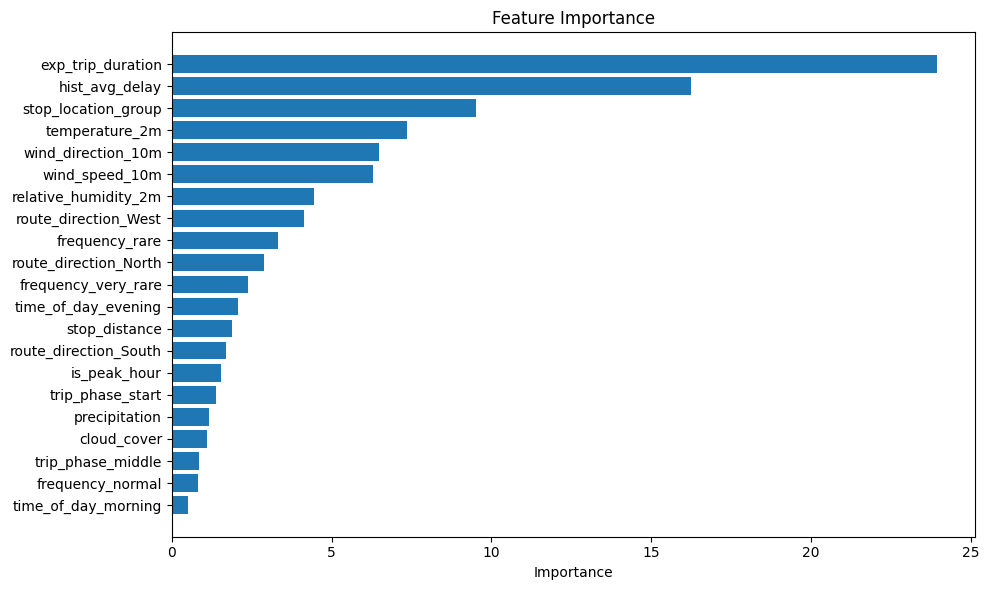 Feature Importance
exp_trip_duration
hist_avg_delay
stop_location_group
temperature_2m
wind_direction_10m
wind_speed_10m
relative_humidity_2m
route_direction_West
frequency_rare
route_direction_North
frequency_very_rare
time_of_day_evening
stop_distance
route_direction_South
is_peak_hour
trip_phase_start
precipitation
cloud_cover
trip_phase_middle
frequency_normal
time_of_day_morning
0 5 10 15 20 25
Importance